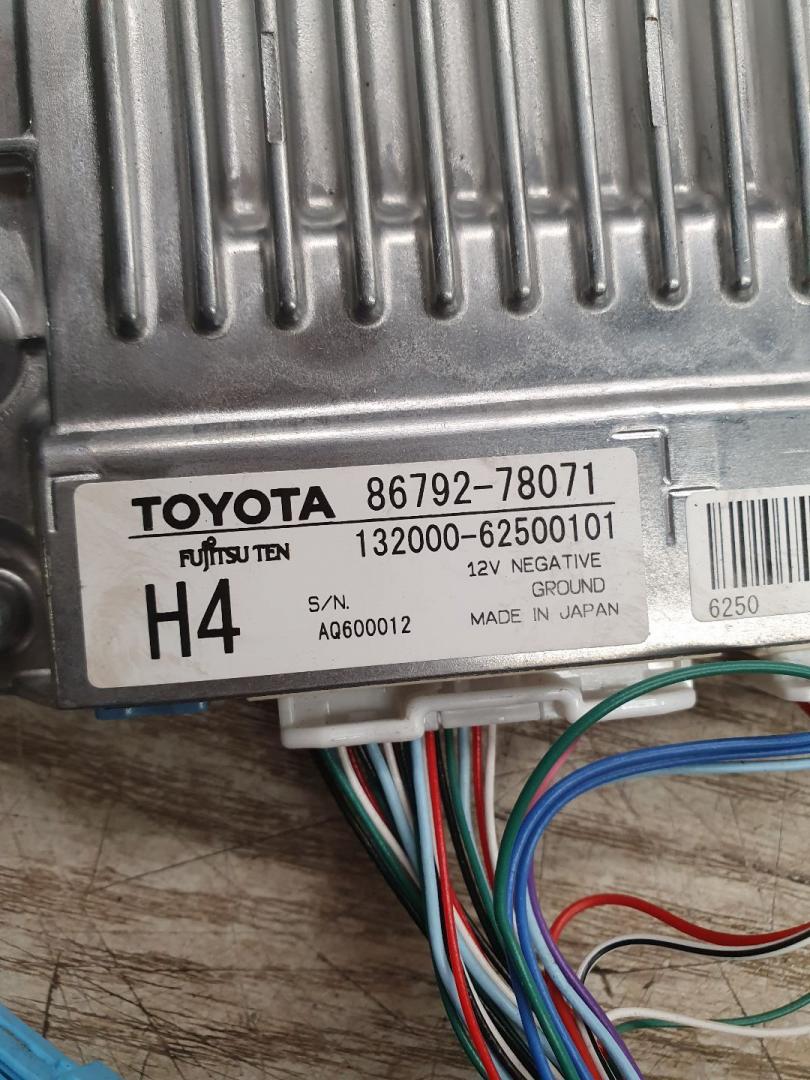 TOYOTA 86792-78071
FUJITSU TEN 132000-62500101
12V NEGATIVE
GROUND
H4 S/N.
AQ600012 MADE IN JAPAN
6250